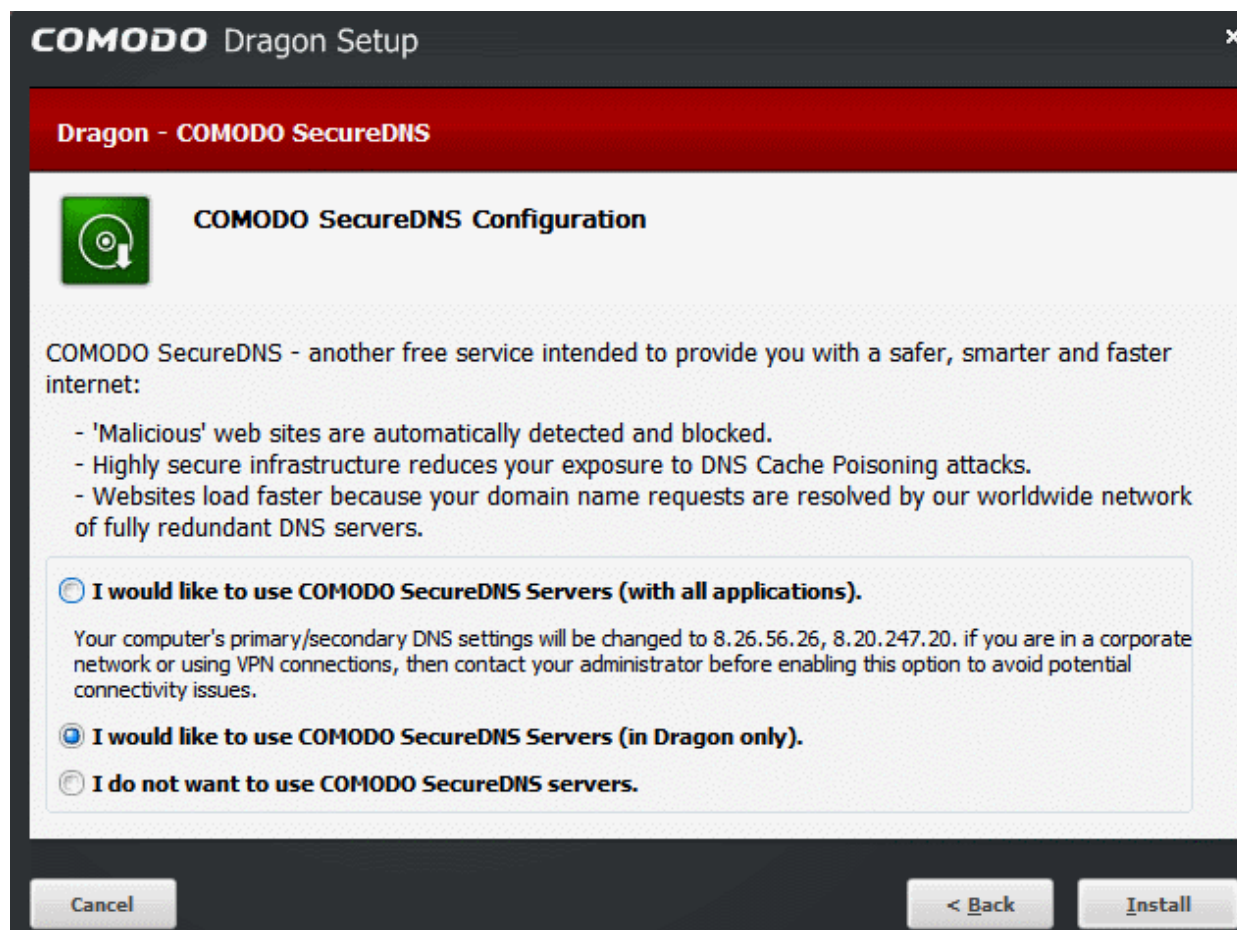 COMODO Dragon Setup
Dragon - COMODO SecureDNS
COMODO SecureDNS Configuration
COMODO SecureDNS - another free service intended to provide you with a safer, smarter and faster
internet:
- 'Malicious' web sites are automatically detected and blocked.
- Highly secure infrastructure reduces your exposure to DNS Cache Poisoning attacks.
- Websites load faster because your domain name requests are resolved by our worldwide network
of fully redundant DNS servers.
I would like to use COMODO SecureDNS Servers (with all applications).
Your computer's primary/secondary DNS settings will be changed to 8.26.56.26, 8.20.247.20. if you are in a corporate
network or using VPN connections, then contact your administrator before enabling this option to avoid potential
connectivity issues.
I would like to use COMODO SecureDNS Servers (in Dragon only).
I do not want to use COMODO SecureDNS servers.
Cancel
< Back
Install